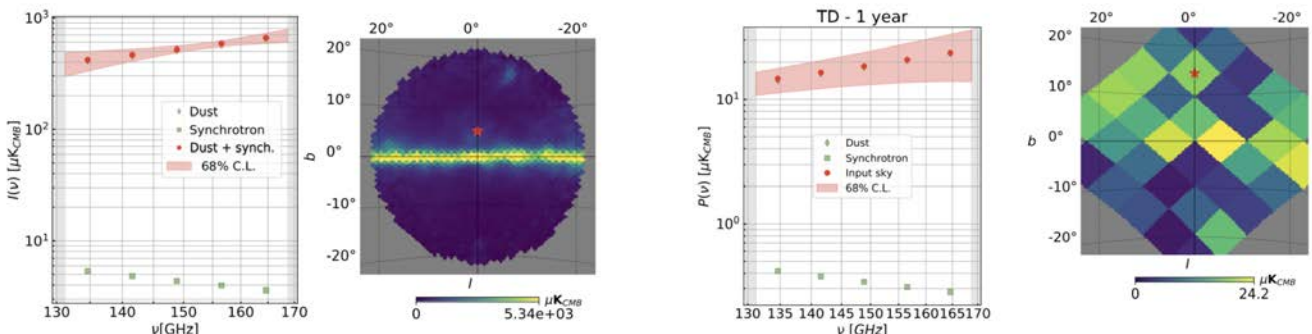 TD - 1 year
10³
10²
10¹
I(ν) [μK_CMB]
Dust
Synchrotron
Dust + synch.
68% C.L.
130 140 150 160 170
ν[GHz]
20° 0° -20°
20°
10°
0°
-10°
-20°
b
l
μK_CMB
0 5.34e+03
10¹
10⁰
P(ν) [μK_CMB]
Dust
Synchrotron
Input sky
68% C.L.
130 135 140 145 150 155 160 165 170
ν [GHz]
20° 0° -20°
20°
10°
0°
-10°
-20°
b
l
μK_CMB
0 24.2